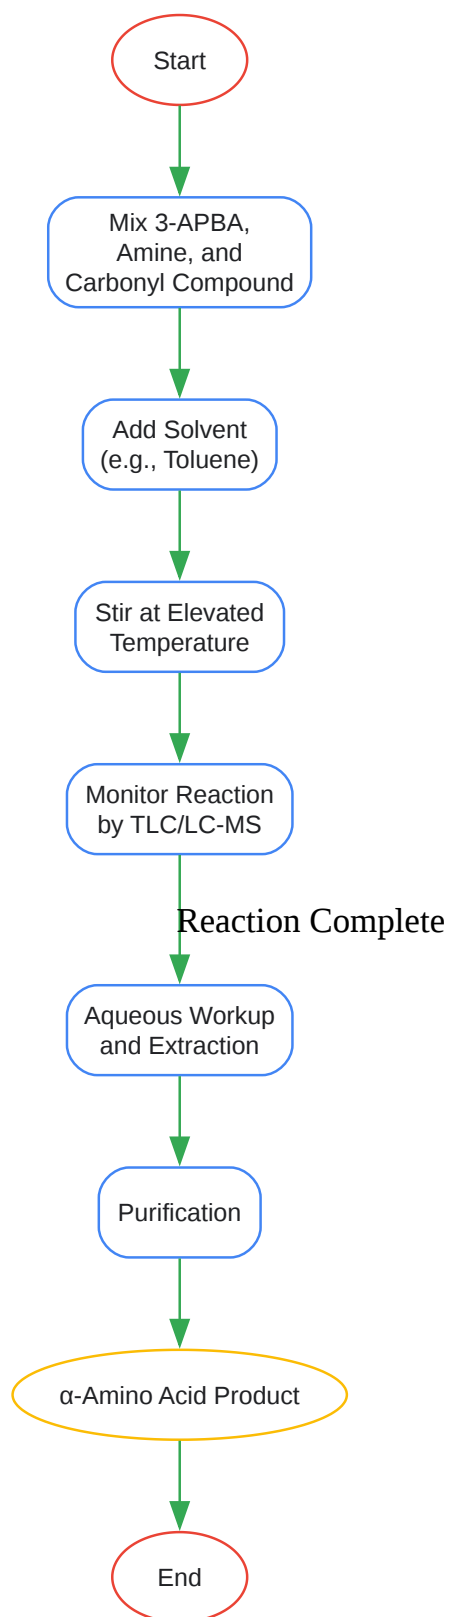 Start
Mix 3-APBA,
Amine, and
Carbonyl Compound
Add Solvent
(e.g., Toluene)
Stir at Elevated
Temperature
Monitor Reaction
by TLC/LC-MS
Reaction Complete
Aqueous Workup
and Extraction
Purification
α-Amino Acid Product
End